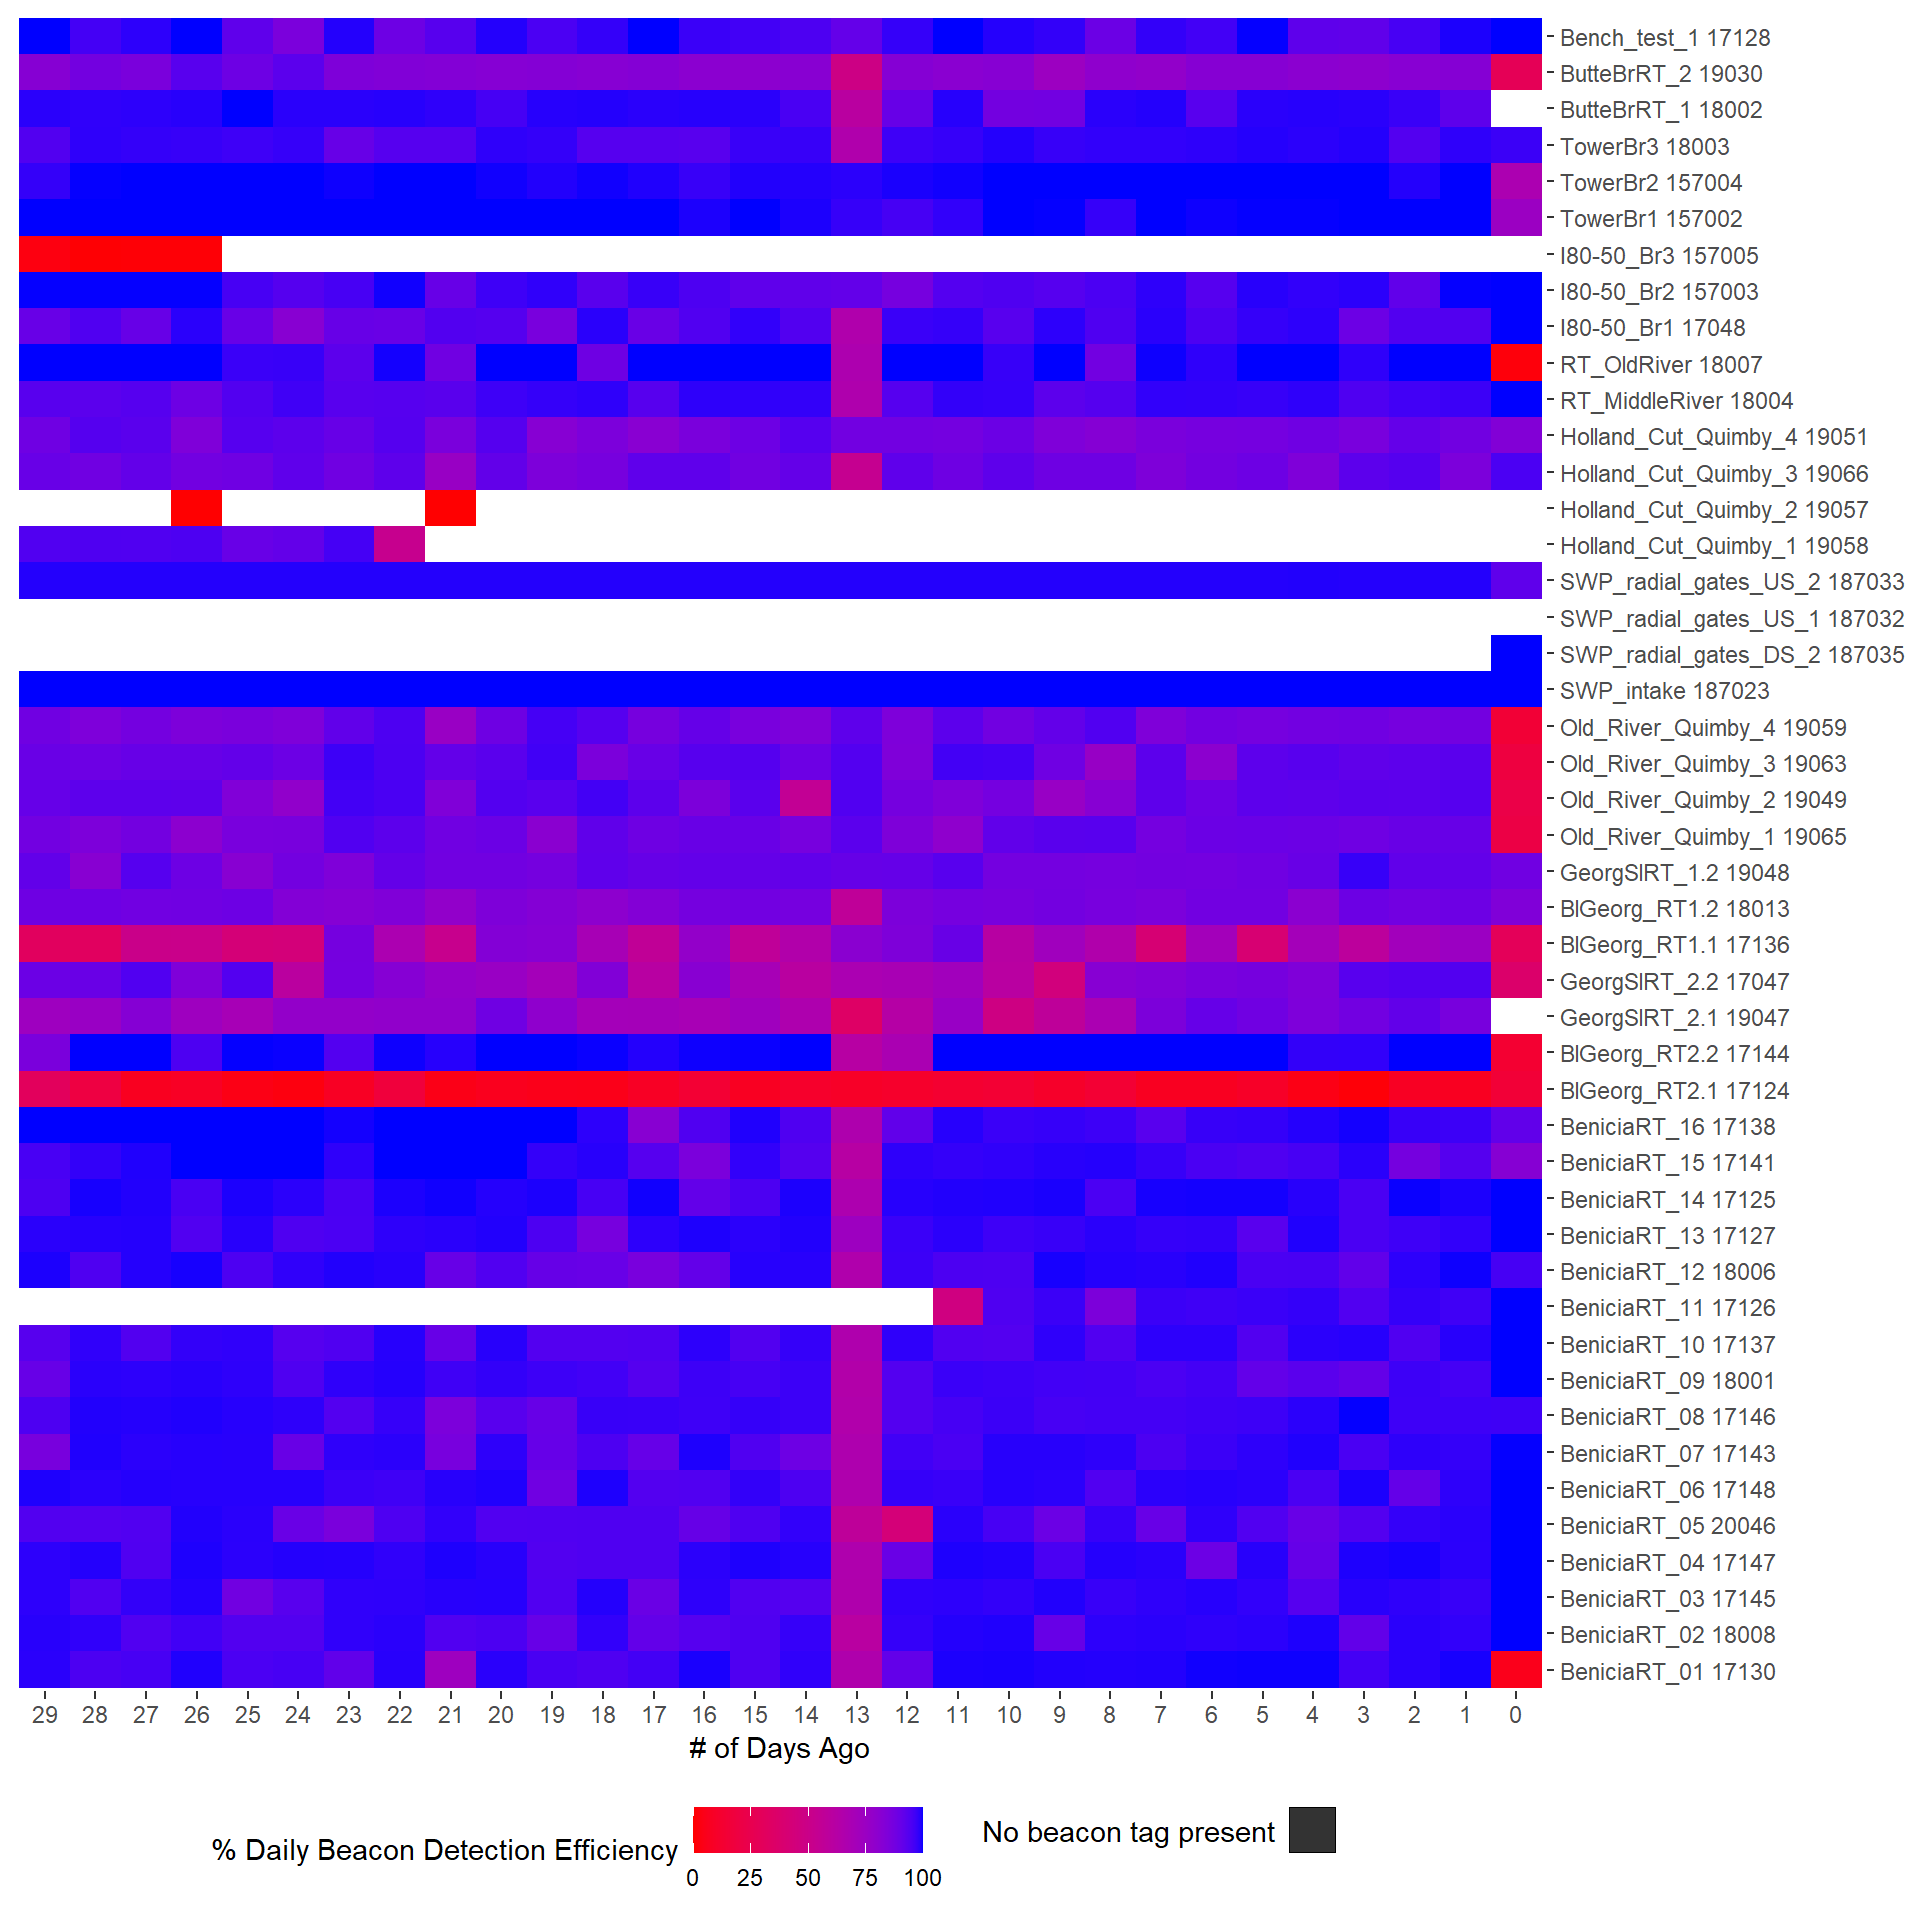 Bench_test_1 17128
ButteBrRT_2 19030
ButteBrRT_1 18002
TowerBr3 18003
TowerBr2 157004
TowerBr1 157002
I80-50_Br3 157005
I80-50_Br2 157003
I80-50_Br1 17048
RT_OldRiver 18007
RT_MiddleRiver 18004
Holland_Cut_Quimby_4 19051
Holland_Cut_Quimby_3 19066
Holland_Cut_Quimby_2 19057
Holland_Cut_Quimby_1 19058
SWP_radial_gates_US_2 187033
SWP_radial_gates_US_1 187032
SWP_radial_gates_DS_2 187035
SWP_intake 187023
Old_River_Quimby_4 19059
Old_River_Quimby_3 19063
Old_River_Quimby_2 19049
Old_River_Quimby_1 19065
GeorgSlRT_1.2 19048
BlGeorg_RT1.2 18013
BlGeorg_RT1.1 17136
GeorgSlRT_2.2 17047
GeorgSlRT_2.1 19047
BlGeorg_RT2.2 17144
BlGeorg_RT2.1 17124
BeniciaRT_16 17138
BeniciaRT_15 17141
BeniciaRT_14 17125
BeniciaRT_13 17127
BeniciaRT_12 18006
BeniciaRT_11 17126
BeniciaRT_10 17137
BeniciaRT_09 18001
BeniciaRT_08 17146
BeniciaRT_07 17143
BeniciaRT_06 17148
BeniciaRT_05 20046
BeniciaRT_04 17147
BeniciaRT_03 17145
BeniciaRT_02 18008
BeniciaRT_01 17130
29 28 27 26 25 24 23 22 21 20 19 18 17 16 15 14 13 12 11 10 9 8 7 6 5 4 3 2 1 0
# of Days Ago
% Daily Beacon Detection Efficiency
0 25 50 75 100
No beacon tag present